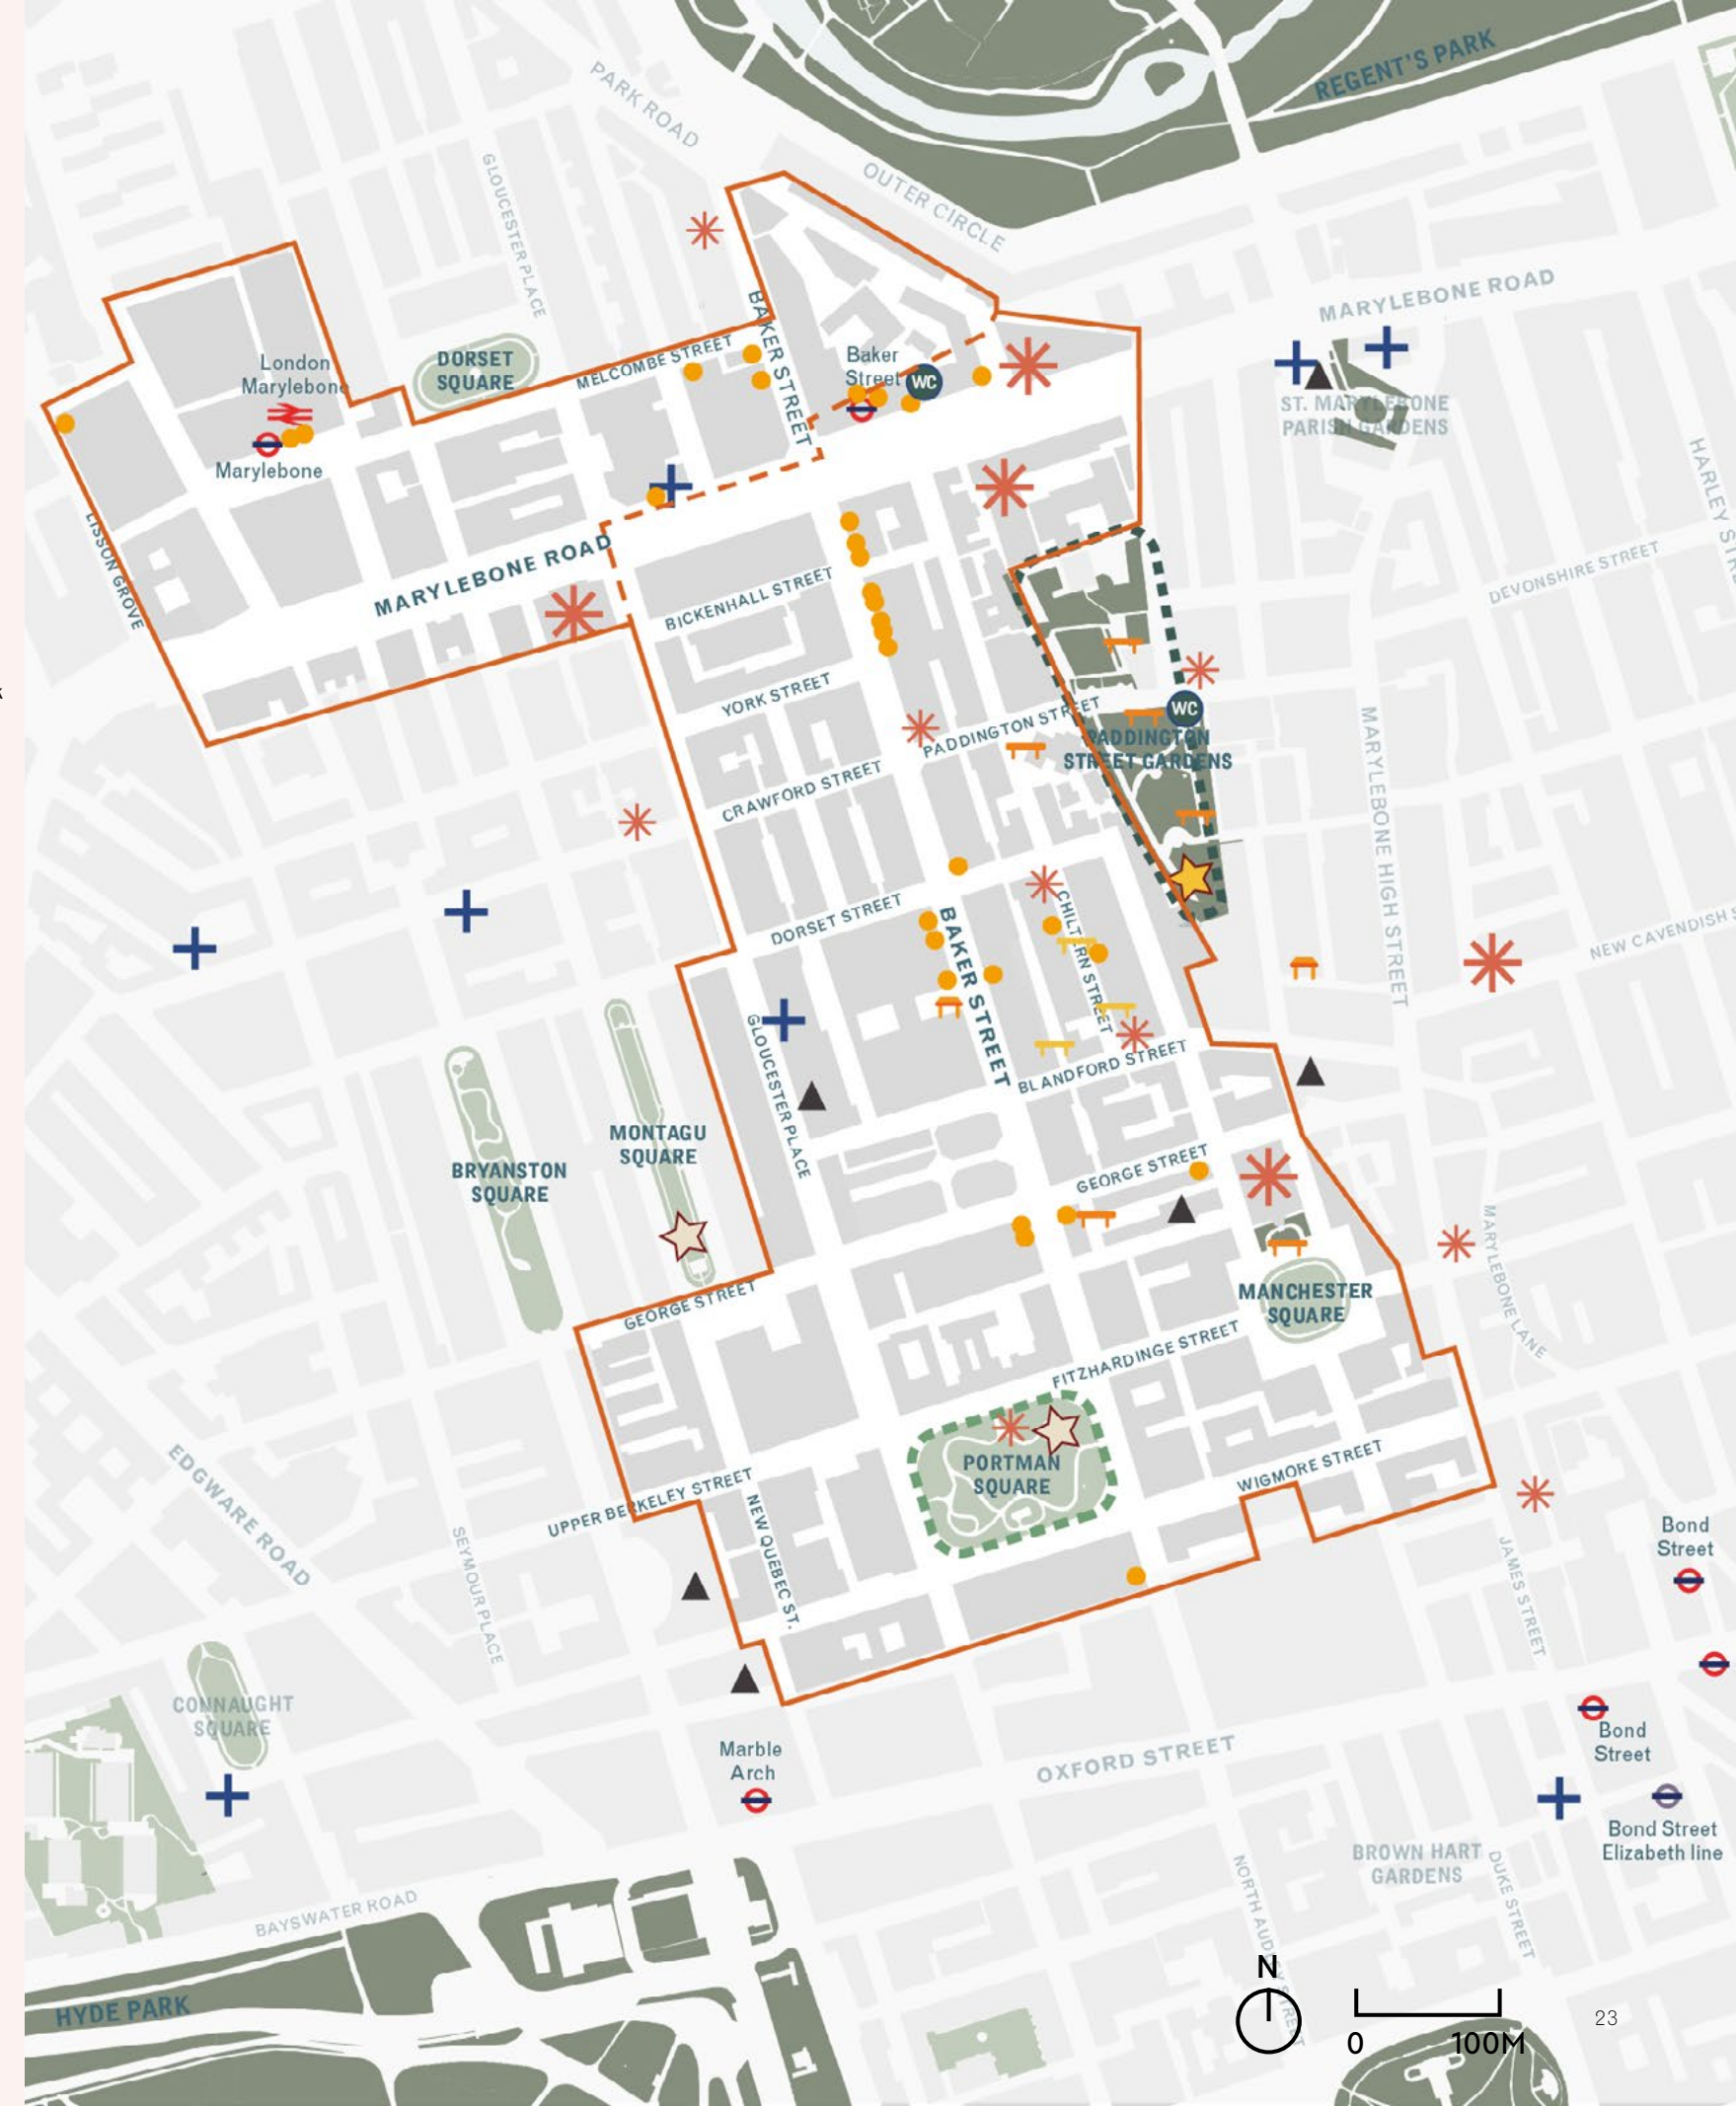 REGENT'S PARK
PARK ROAD
OUTER CIRCLE
GLOUCESTER PLACE
MARYLEBONE ROAD
BAKER STREET
London
Marylebone
DORSET
SQUARE
MELCOMBE STREET
Baker
Street
WC
ST. MARYLEBONE
PARISH GARDENS
Marylebone
LISSON GROVE
MARYLEBONE ROAD
BICKENHALL STREET
DEVONSHIRE STREET
YORK STREET
PADDINGTON STREET
WC
PADDINGTON
STREET GARDENS
CRAWFORD STREET
MARYLEBONE HIGH STREET
DORSET STREET
BAKER STREET
CHILTERN STREET
NEW CAVENDISH
GLOUCESTER PLACE
BLANDFORD STREET
MONTAGU
SQUARE
BRYANSTON
SQUARE
GEORGE STREET
MARYLEBONE LANE
GEORGE STREET
MANCHESTER
SQUARE
FITZHARDINGE STREET
PORTMAN
SQUARE
WIGMORE STREET
EDGWARE ROAD
UPPER BERKELEY STREET
NEW QUEBEC ST.
SEYMOUR PLACE
JAMES STREET
Bond
Street
CONNAUGHT
SQUARE
Marble
Arch
OXFORD STREET
Bond
Street
Bond Street
Elizabeth line
BROWN HART
GARDENS
DUKE STREET
BAYSWATER ROAD
HYDE PARK
N
0
100M
23